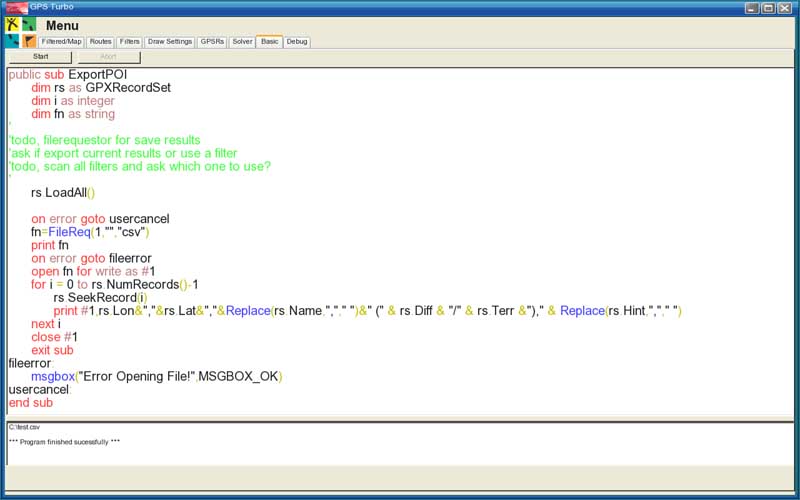 GPS Turbo
Menu
Filtered/Map Routes Filters Draw Settings GPSRs Solver Basic Debug
Start Abort
public sub ExportPOI
dim rs as GPXRecordSet
dim i as integer
dim fn as string
'
'todo, filerequestor for save results
'ask if export current results or use a filter
'todo, scan all filters and ask which one to use?
'
rs.LoadAll()
on error goto usercancel
fn=FileReq(1,"","csv")
print fn
on error goto fileerror
open fn for write as #1
for i = 0 to rs.NumRecords()-1
rs.SeekRecord(i)
print #1,rs.Lon&","&rs.Lat&","&Replace(rs.Name,","," ")&" (" & rs.Diff & "/" & rs.Terr &")," & Replace(rs.Hint,","," ")
next i
close #1
exit sub
fileerror:
msgbox("Error Opening File!",MSGBOX_OK)
usercancel:
end sub
C:\test.csv
*** Program finished sucessfully ***